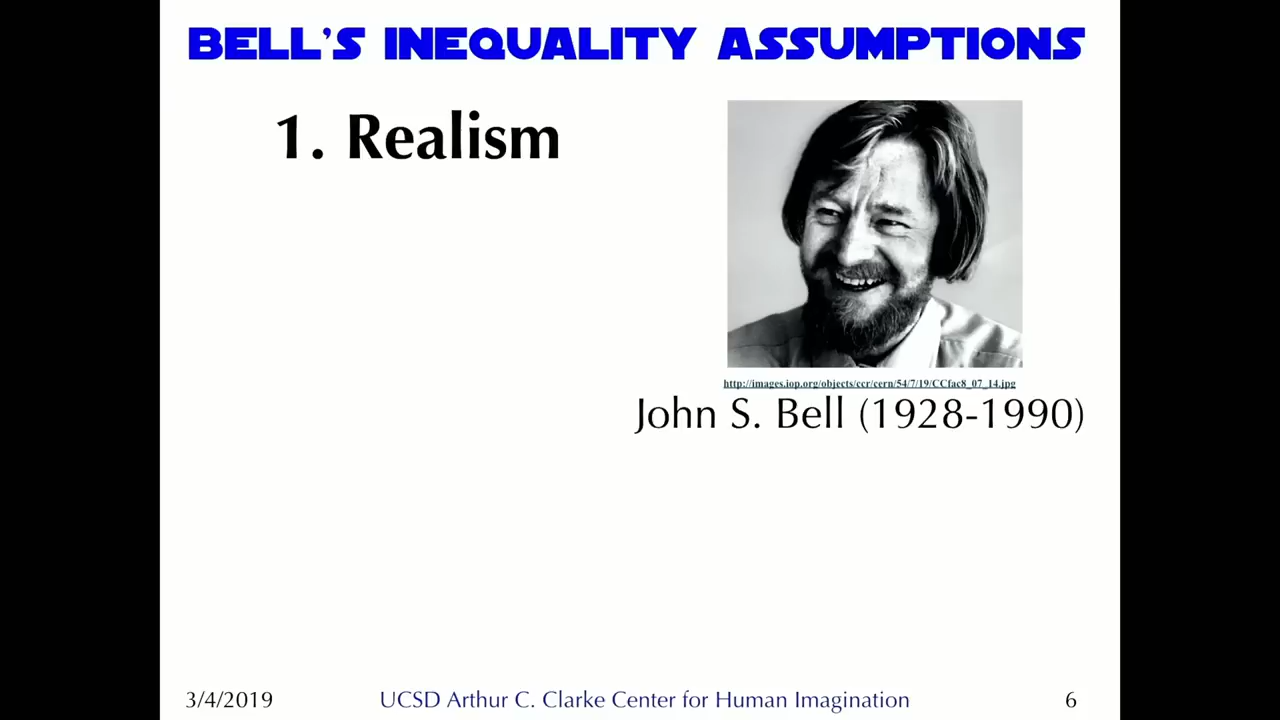 BELL'S INEQUALITY ASSUMPTIONS
1. Realism
http://images.iop.org/objects/ccr/cern/54/7/19/CCfac8_07_14.jpg
John S. Bell (1928-1990)
3/4/2019
UCSD Arthur C. Clarke Center for Human Imagination
6